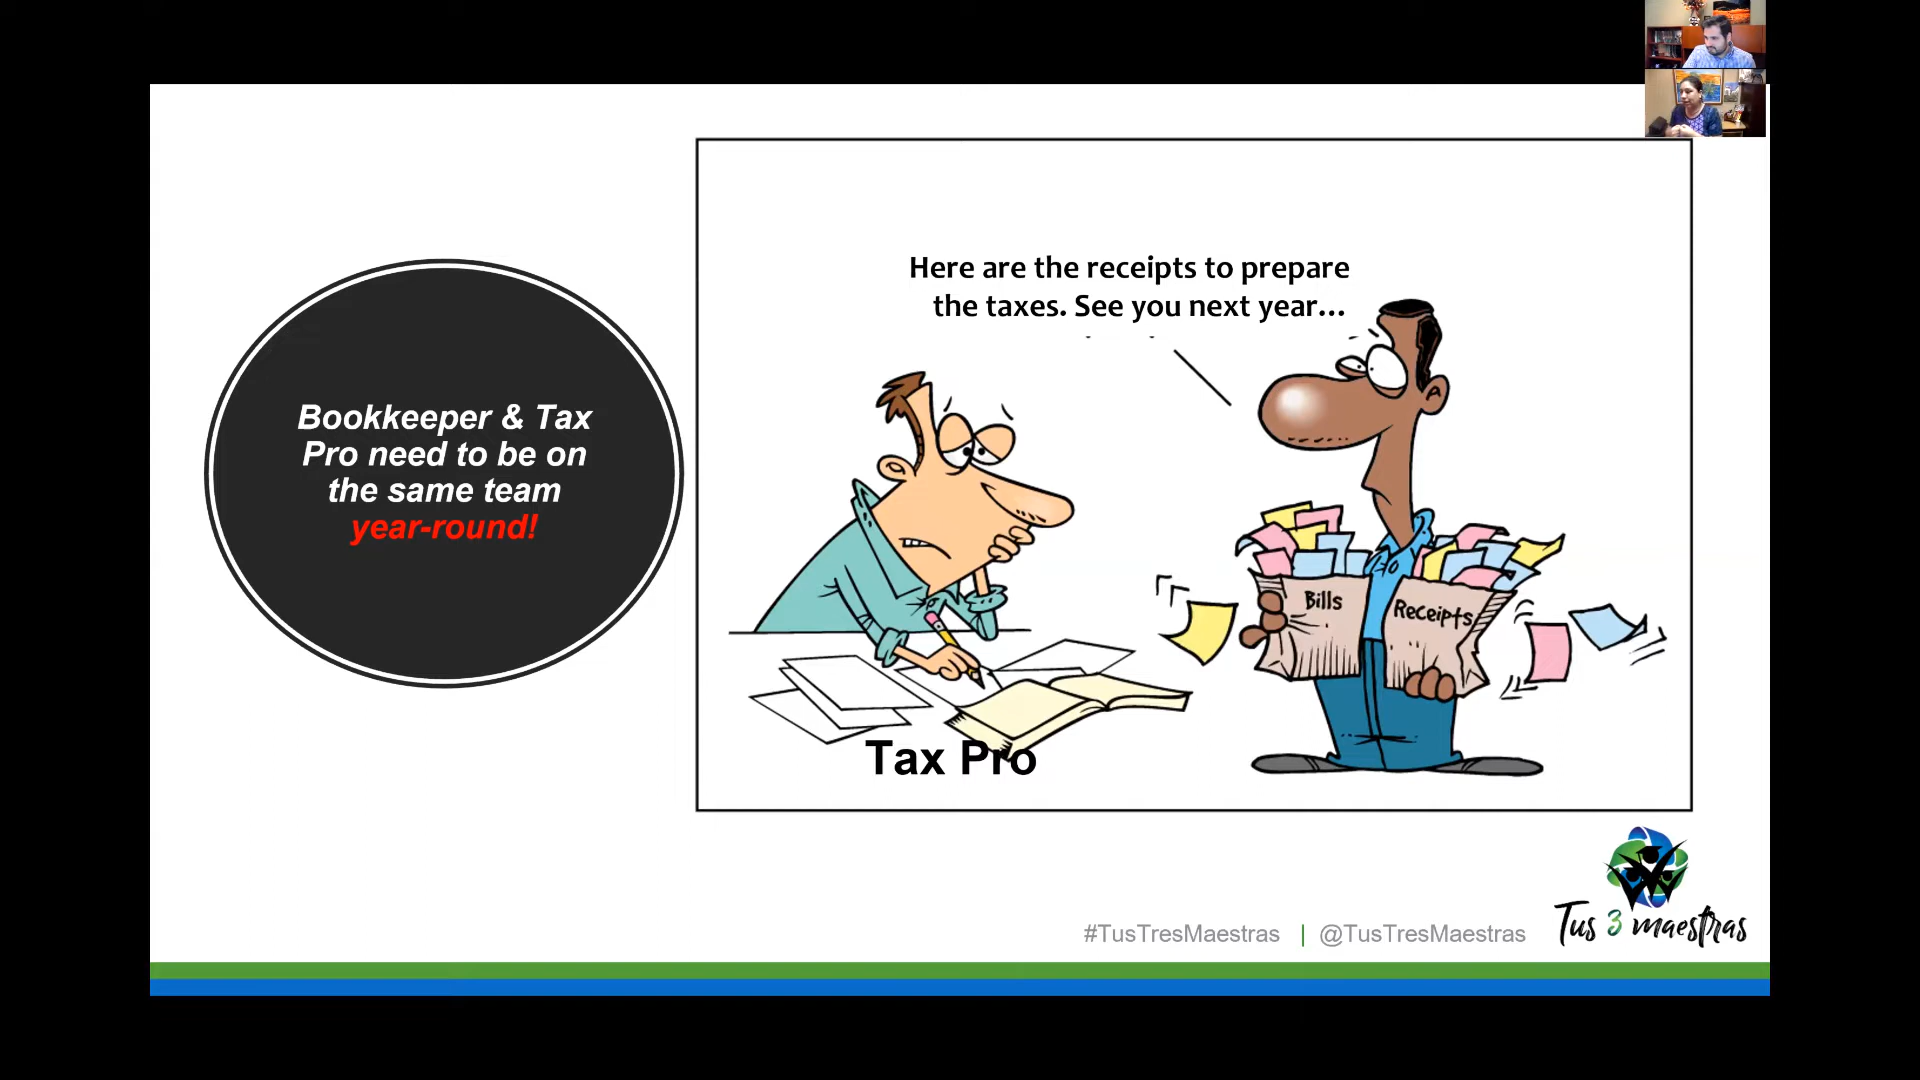 Here are the receipts to prepare
the taxes. See you next year...
Bookkeeper & Tax
Pro need to be on
the same team
year-round!
Bills
Receipts
Tax Pro
#TusTresMaestras | @TusTresMaestras
Tus 3 maestras